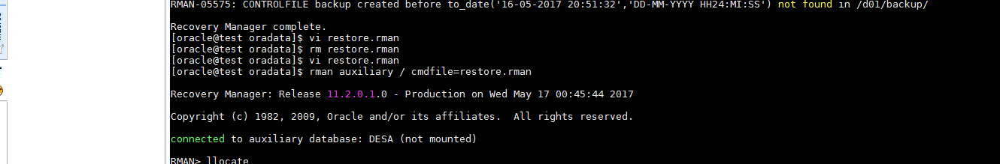 RMAN-05575: CONTROLFILE backup created before to_date('16-05-2017 20:51:32','DD-MM-YYYY HH24:MI:SS') not found in /d01/backup/
Recovery Manager complete.
[oracle@test oradata]$ vi restore.rman
[oracle@test oradata]$ rm restore.rman
[oracle@test oradata]$ vi restore.rman
[oracle@test oradata]$ rman auxiliary / cmdfile=restore.rman
Recovery Manager: Release 11.2.0.1.0 - Production on Wed May 17 00:45:44 2017
Copyright (c) 1982, 2009, Oracle and/or its affiliates.  All rights reserved.
connected to auxiliary database: DESA (not mounted)
RMAN> llocate